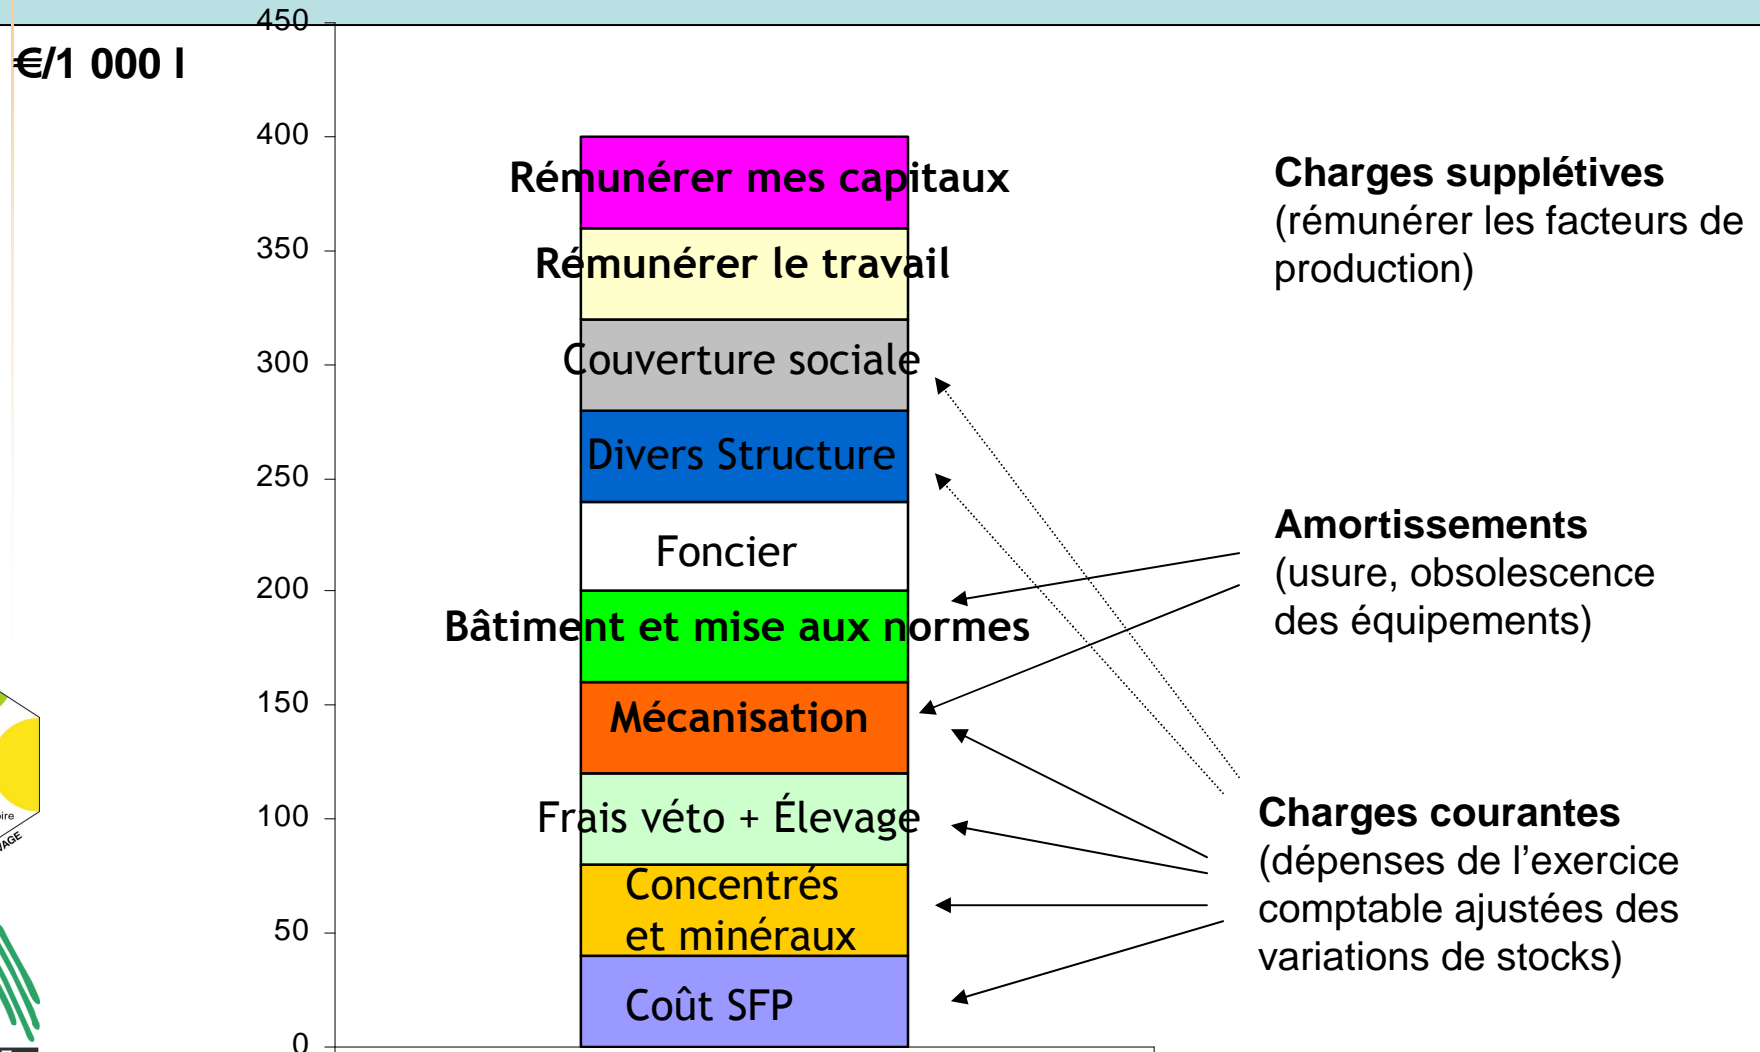 450
€/1 000 l
400
350
300
250
200
150
100
50
0
Rémunérer mes capitaux
Rémunérer le travail
Couverture sociale
Divers Structure
Foncier
Bâtiment et mise aux normes
Mécanisation
Frais véto + Élevage
Concentrés
et minéraux
Coût SFP
Charges supplétives
(rémunérer les facteurs de
production)
Amortissements
(usure, obsolescence
des équipements)
Charges courantes
(dépenses de l’exercice
comptable ajustées des
variations de stocks)